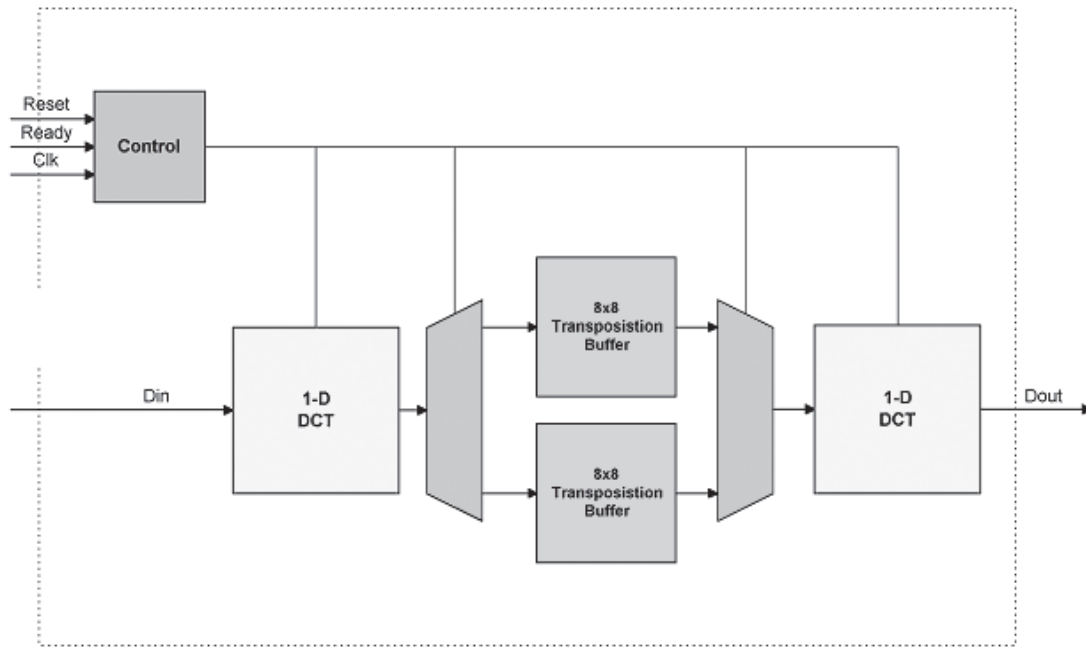 Reset
Ready
Clk
Control
8x8
Transposistion
Buffer
Din
1-D
DCT
8x8
Transposistion
Buffer
1-D
DCT
Dout